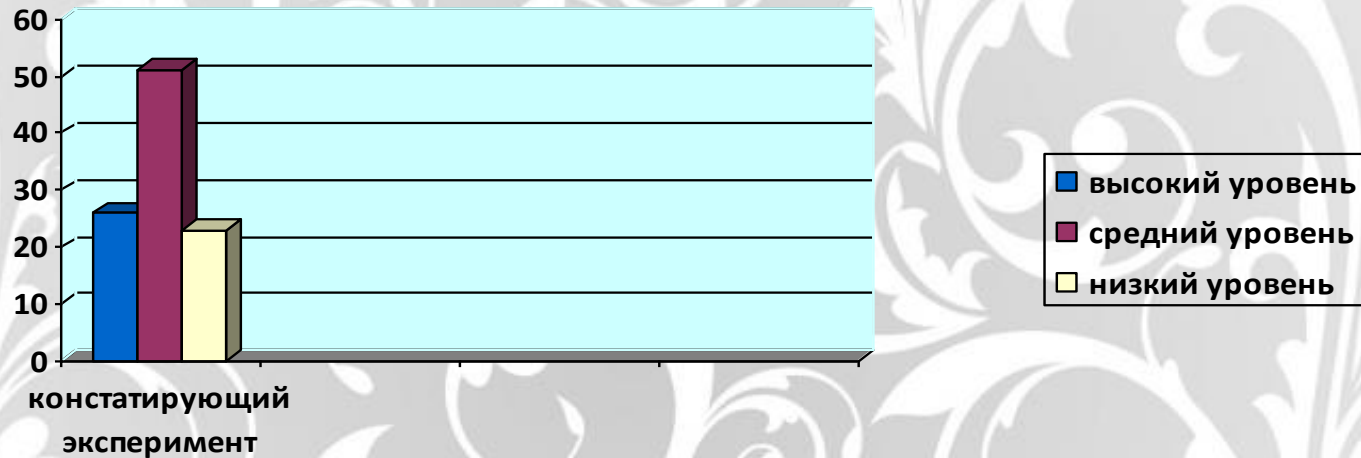 60
50
40
30
20
10
0
констатирующий
эксперимент
высокий уровень
средний уровень
низкий уровень